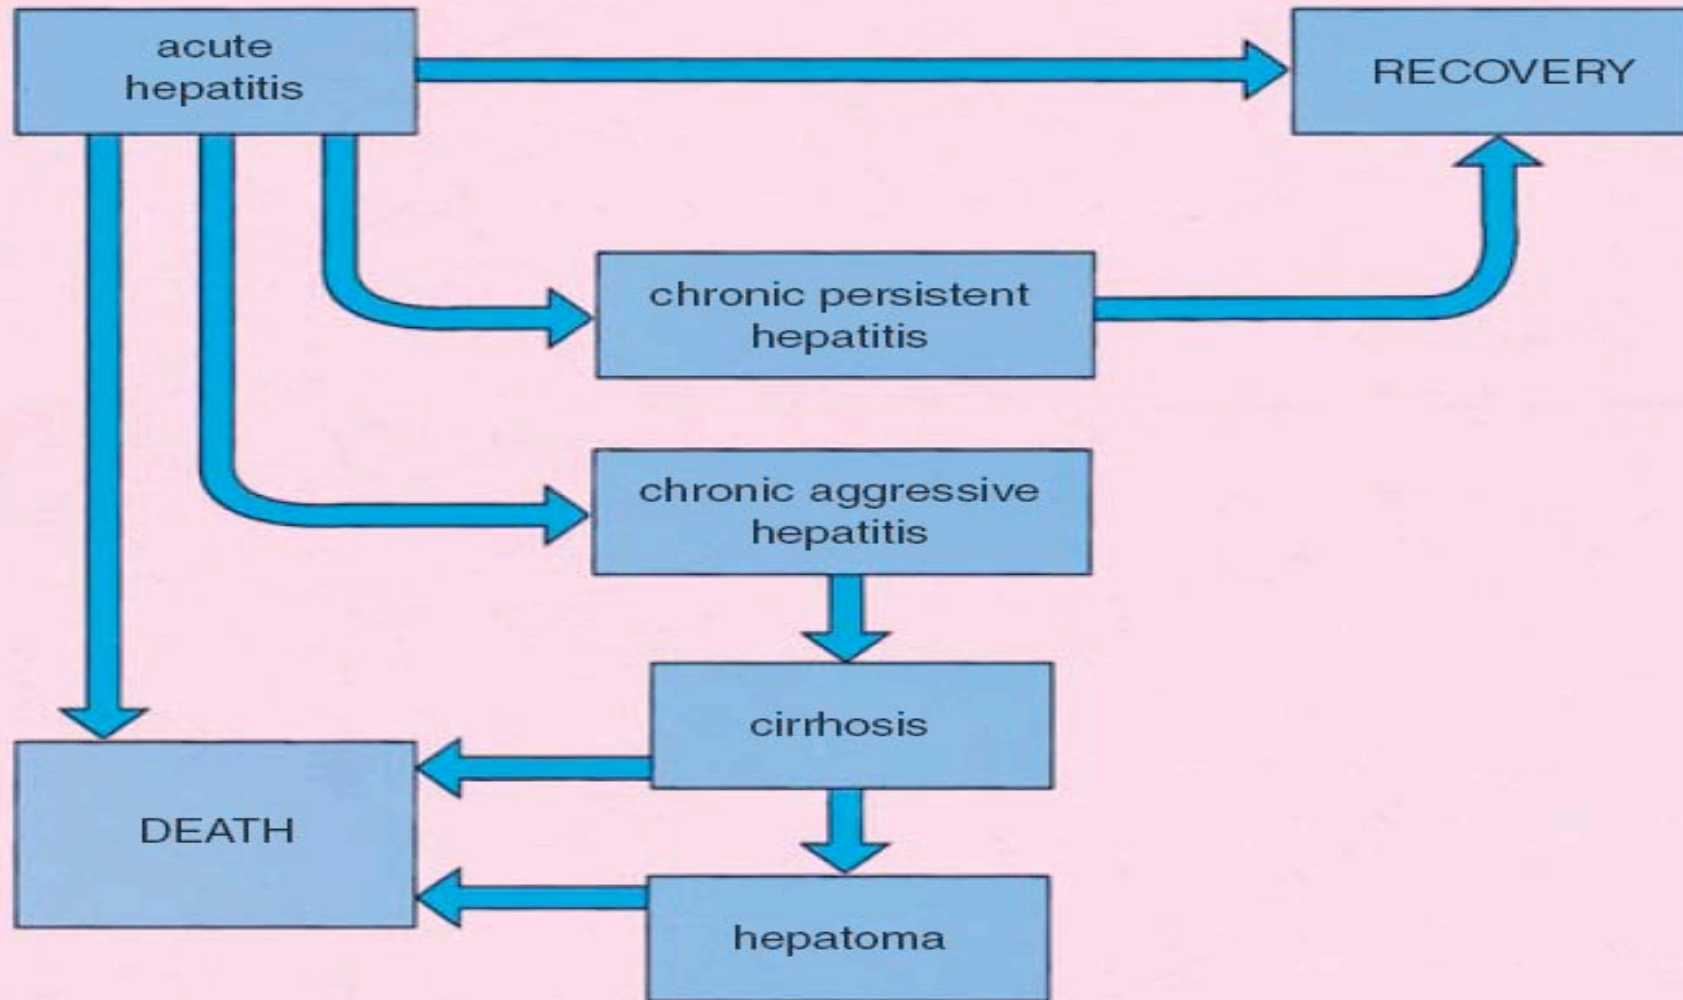 acute
hepatitis
RECOVERY
chronic persistent
hepatitis
chronic aggressive
hepatitis
cirrhosis
DEATH
hepatoma